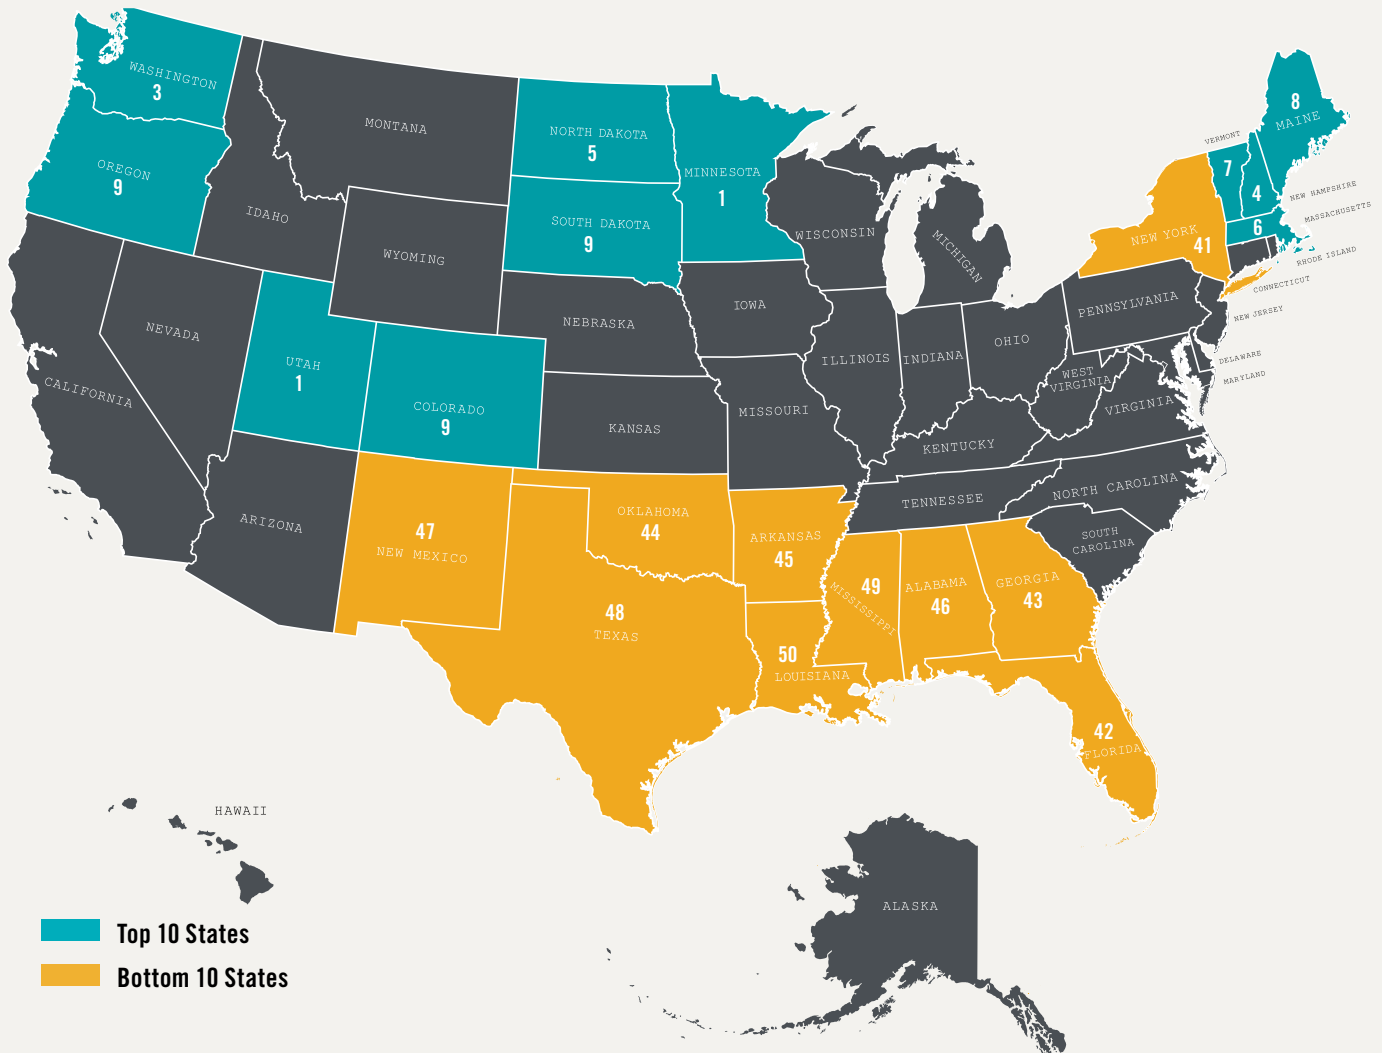 WASHINGTON
3
OREGON
9
CALIFORNIA
NEVADA
IDAHO
MONTANA
WYOMING
UTAH
1
COLORADO
9
ARIZONA
47
NEW MEXICO
NORTH DAKOTA
5
SOUTH DAKOTA
9
NEBRASKA
KANSAS
OKLAHOMA
44
48
TEXAS
MINNESOTA
1
IOWA
MISSOURI
ARKANSAS
45
50
LOUISIANA
WISCONSIN
ILLINOIS
MICHIGAN
INDIANA
OHIO
KENTUCKY
TENNESSEE
49
MISSISSIPPI
ALABAMA
46
GEORGIA
43
42
FLORIDA
SOUTH
CAROLINA
NORTH CAROLINA
VIRGINIA
WEST
VIRGINIA
PENNSYLVANIA
NEW YORK
41
VERMONT
7
4
6
8
MAINE
NEW HAMPSHIRE
MASSACHUSETTS
RHODE ISLAND
CONNECTICUT
NEW JERSEY
DELAWARE
MARYLAND
HAWAII
ALASKA
Top 10 States
Bottom 10 States